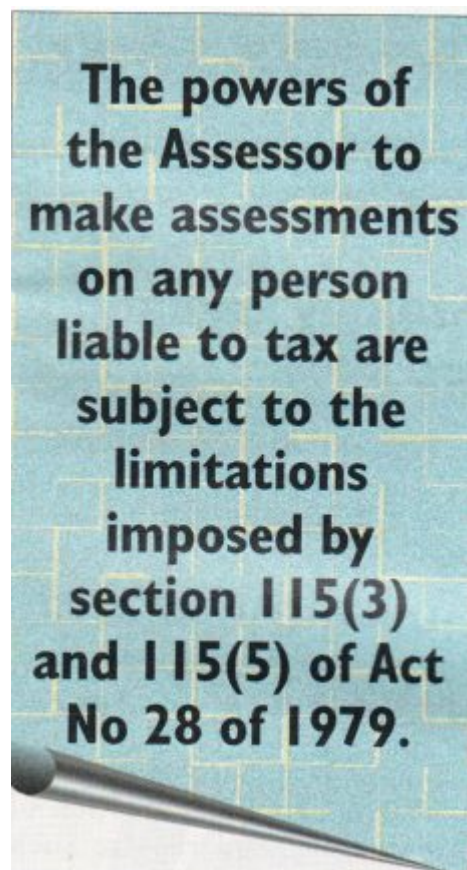 The powers of
the Assessor to
make assessments
on any person
liable to tax are
subject to the
limitations
imposed by
section 115(3)
and 115(5) of Act
No 28 of 1979.